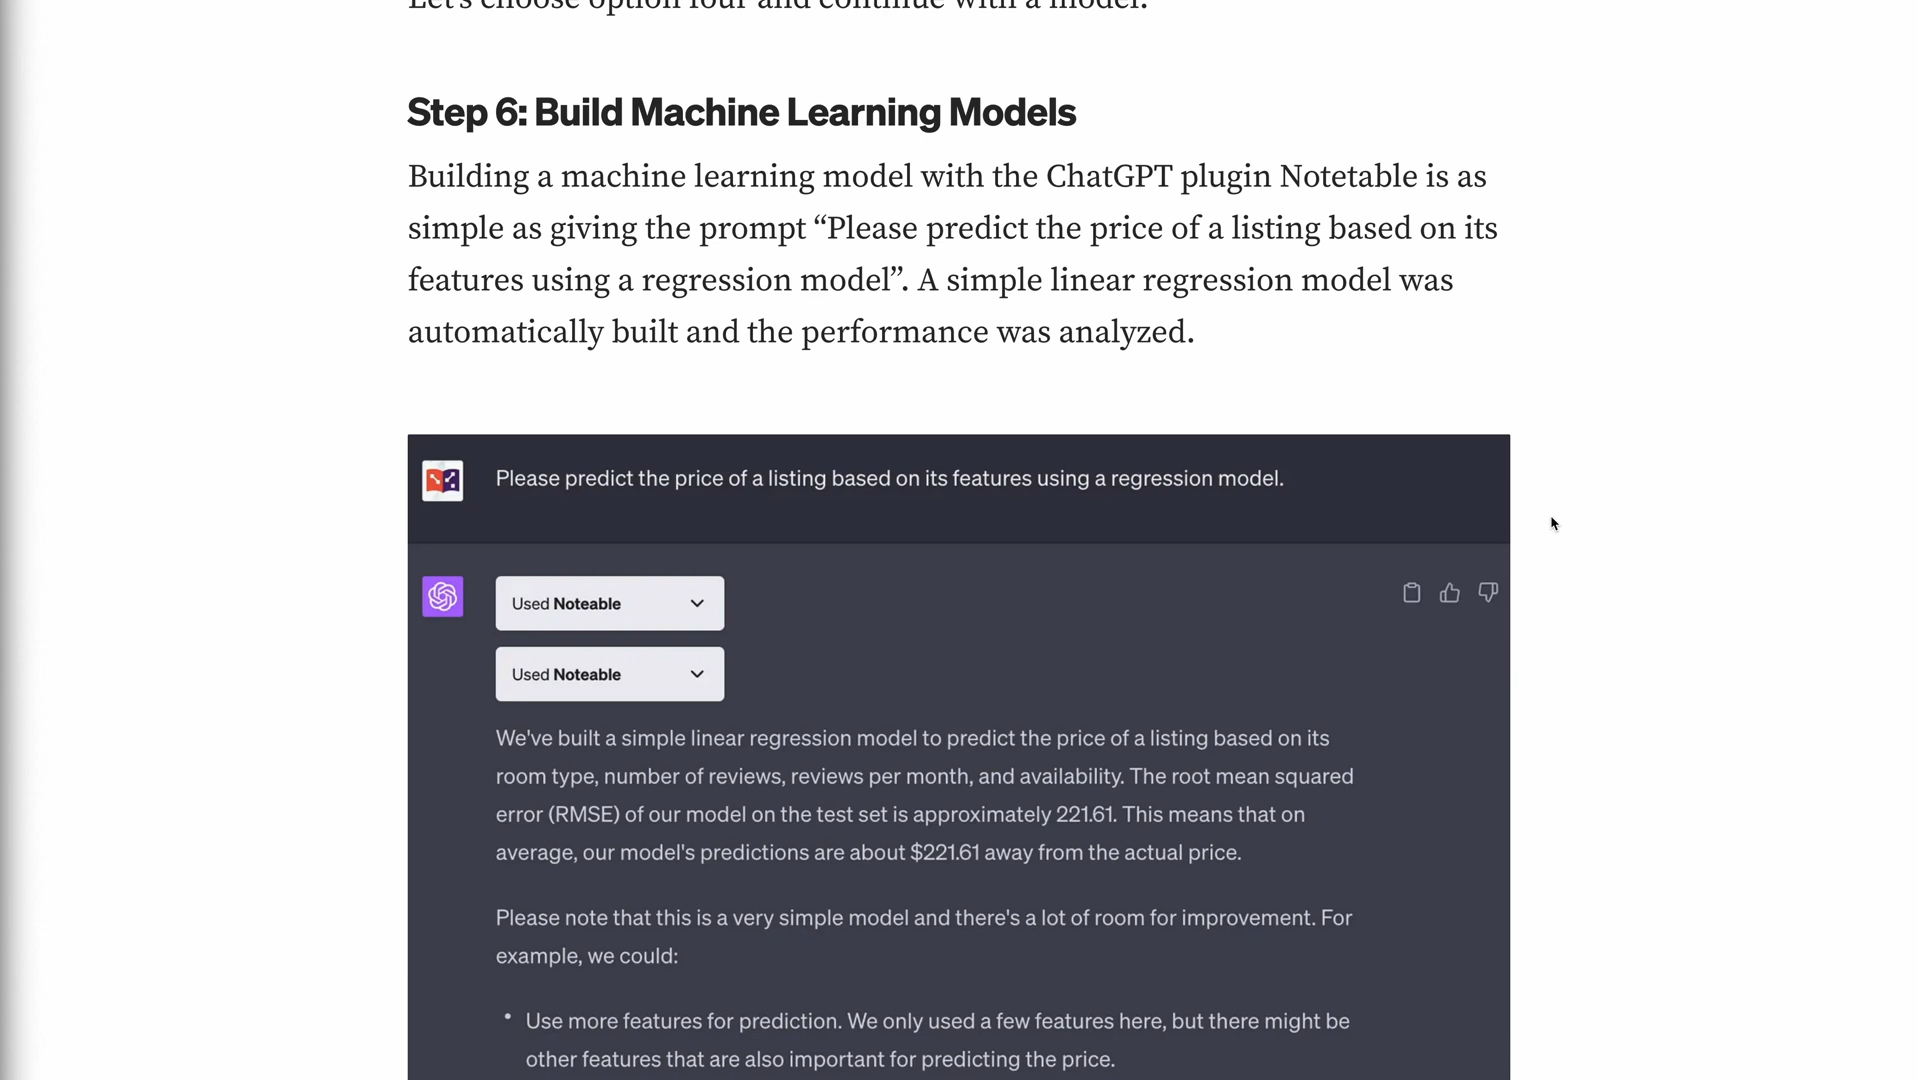 Let's choose option four and continue with a model.
Step 6: Build Machine Learning Models
Building a machine learning model with the ChatGPT plugin Notetable is as
simple as giving the prompt “Please predict the price of a listing based on its
features using a regression model”. A simple linear regression model was
automatically built and the performance was analyzed.
Please predict the price of a listing based on its features using a regression model.
Used Noteable
Used Noteable
We've built a simple linear regression model to predict the price of a listing based on its
room type, number of reviews, reviews per month, and availability. The root mean squared
error (RMSE) of our model on the test set is approximately 221.61. This means that on
average, our model's predictions are about $221.61 away from the actual price.
Please note that this is a very simple model and there's a lot of room for improvement. For
example, we could:
• Use more features for prediction. We only used a few features here, but there might be
other features that are also important for predicting the price.